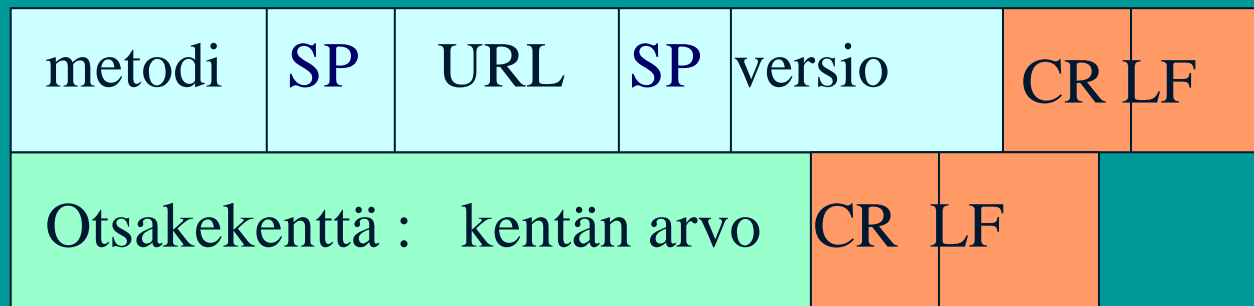 metodi SP URL SP versio CR LF
Otsakekenttä : kentän arvo CR LF